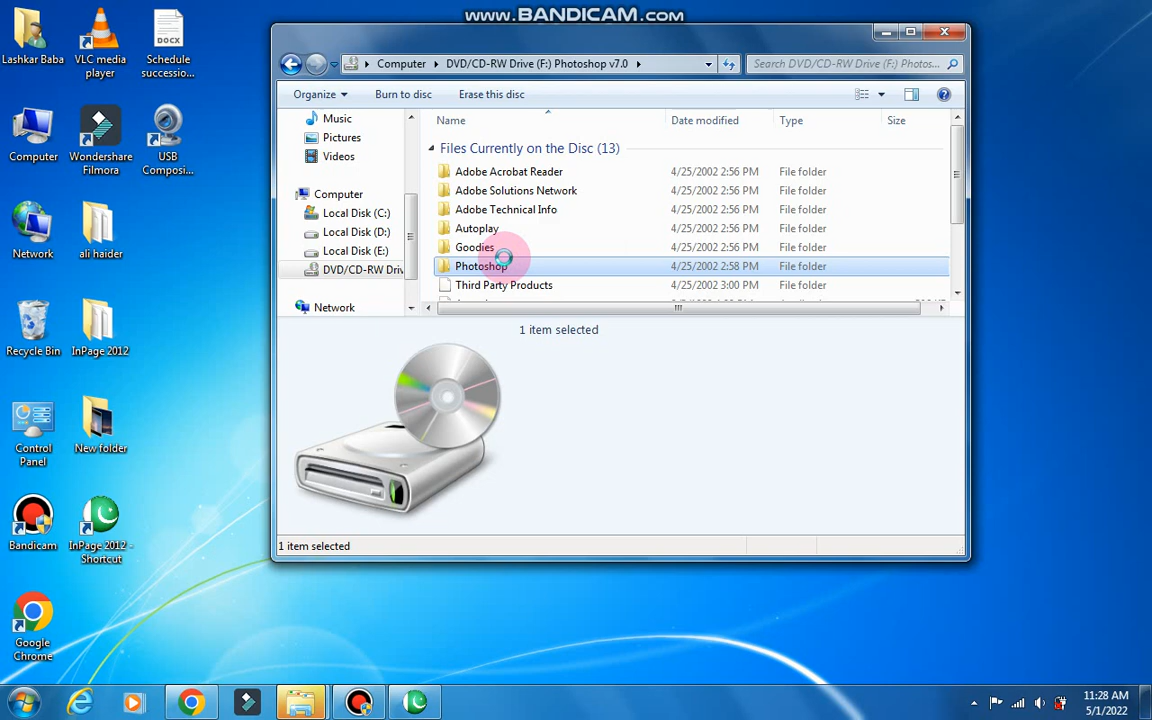 www.BANDICAM.com
Lashkar Baba
VLC media
player
Schedule
successio...
Computer
Wondershare
Filmora
USB
Composi...
Network
ali haider
Recycle Bin
InPage 2012
Control
Panel
New folder
Bandicam
InPage 2012 -
Shortcut
Google
Chrome
DOCX
Computer
DVD/CD-RW Drive (F:) Photoshop v7.0
Search DVD/CD-RW Drive (F:) Photos...
Organize
Burn to disc
Erase this disc
Music
Pictures
Videos
Computer
Local Disk (C:)
Local Disk (D:)
Local Disk (E:)
DVD/CD-RW Driv
Network
Name Date modified Type Size
Files Currently on the Disc (13)
Adobe Acrobat Reader 4/25/2002 2:56 PM File folder
Adobe Solutions Network 4/25/2002 2:56 PM File folder
Adobe Technical Info 4/25/2002 2:56 PM File folder
Autoplay 4/25/2002 2:56 PM File folder
Goodies 4/25/2002 2:56 PM File folder
Photoshop 4/25/2002 2:58 PM File folder
Third Party Products 4/25/2002 3:00 PM File folder
1 item selected
1 item selected
11:28 AM
5/1/2022